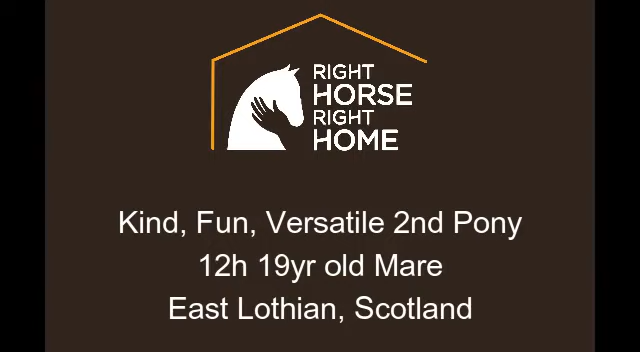 RIGHT
HORSE
RIGHT
HOME
Kind, Fun, Versatile 2nd Pony
12h 19yr old Mare
East Lothian, Scotland